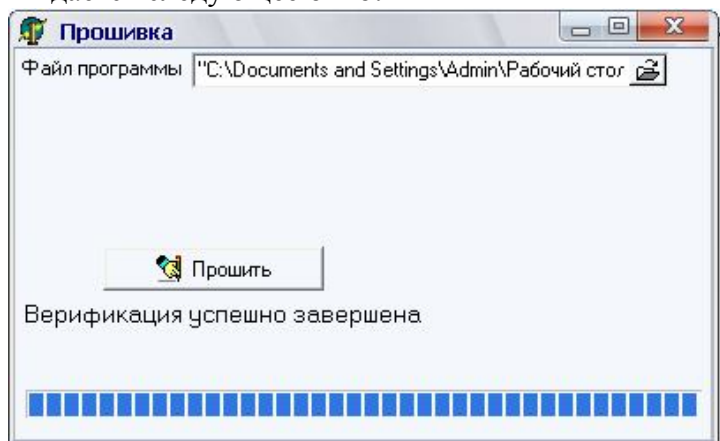 Прошивка
Файл программы "C:\Documents and Settings\Admin\Рабочий стол
Прошить
Верификация успешно завершена